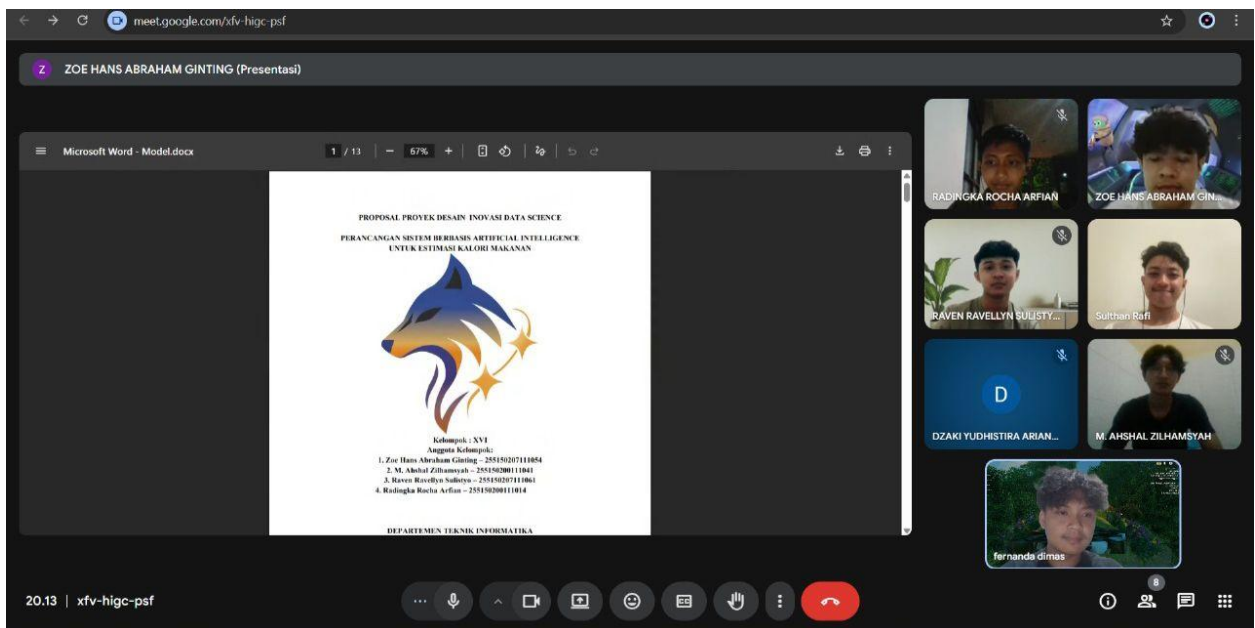 meet.google.com/xfv-higc-psf
Z ZOE HANS ABRAHAM GINTING (Presentasi)
Microsoft Word - Model.docx 1 / 13 67%
PROPOSAL PROYEK DESAIN INOVASI DATA SCIENCE
PERANCANGAN SISTEM BERBASIS ARTIFICIAL INTELLIGENCE
UNTUK ESTIMASI KALORI MAKANAN
Kelompok : XVI
Anggota Kelompok:
1. Zoe Hans Abraham Ginting – 255150207111054
2. M. Ahshal Zilhamsyah – 255150200111041
3. Raven Ravellyn Sulistyo – 255150207111061
4. Radingka Rocha Arfian – 255150200111014
DEPARTEMEN TEKNIK INFORMATIKA
RADINGKA ROCHA ARFIAN
ZOE HANS ABRAHAM GIN...
RAVEN RAVELLYN SULISTY...
Sulthan Rafi
D
DZAKI YUDHISTIRA ARIAN...
M. AHSHAL ZILHAMSYAH
fernanda dimas
20.13 | xfv-higc-psf
CC
8